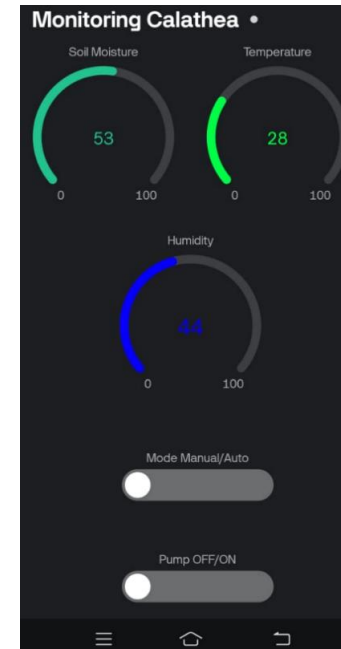 Monitoring Calathea
Soil Moisture
Temperature
53
28
0
100
0
100
Humidity
44
0
100
Mode Manual/Auto
Pump OFF/ON